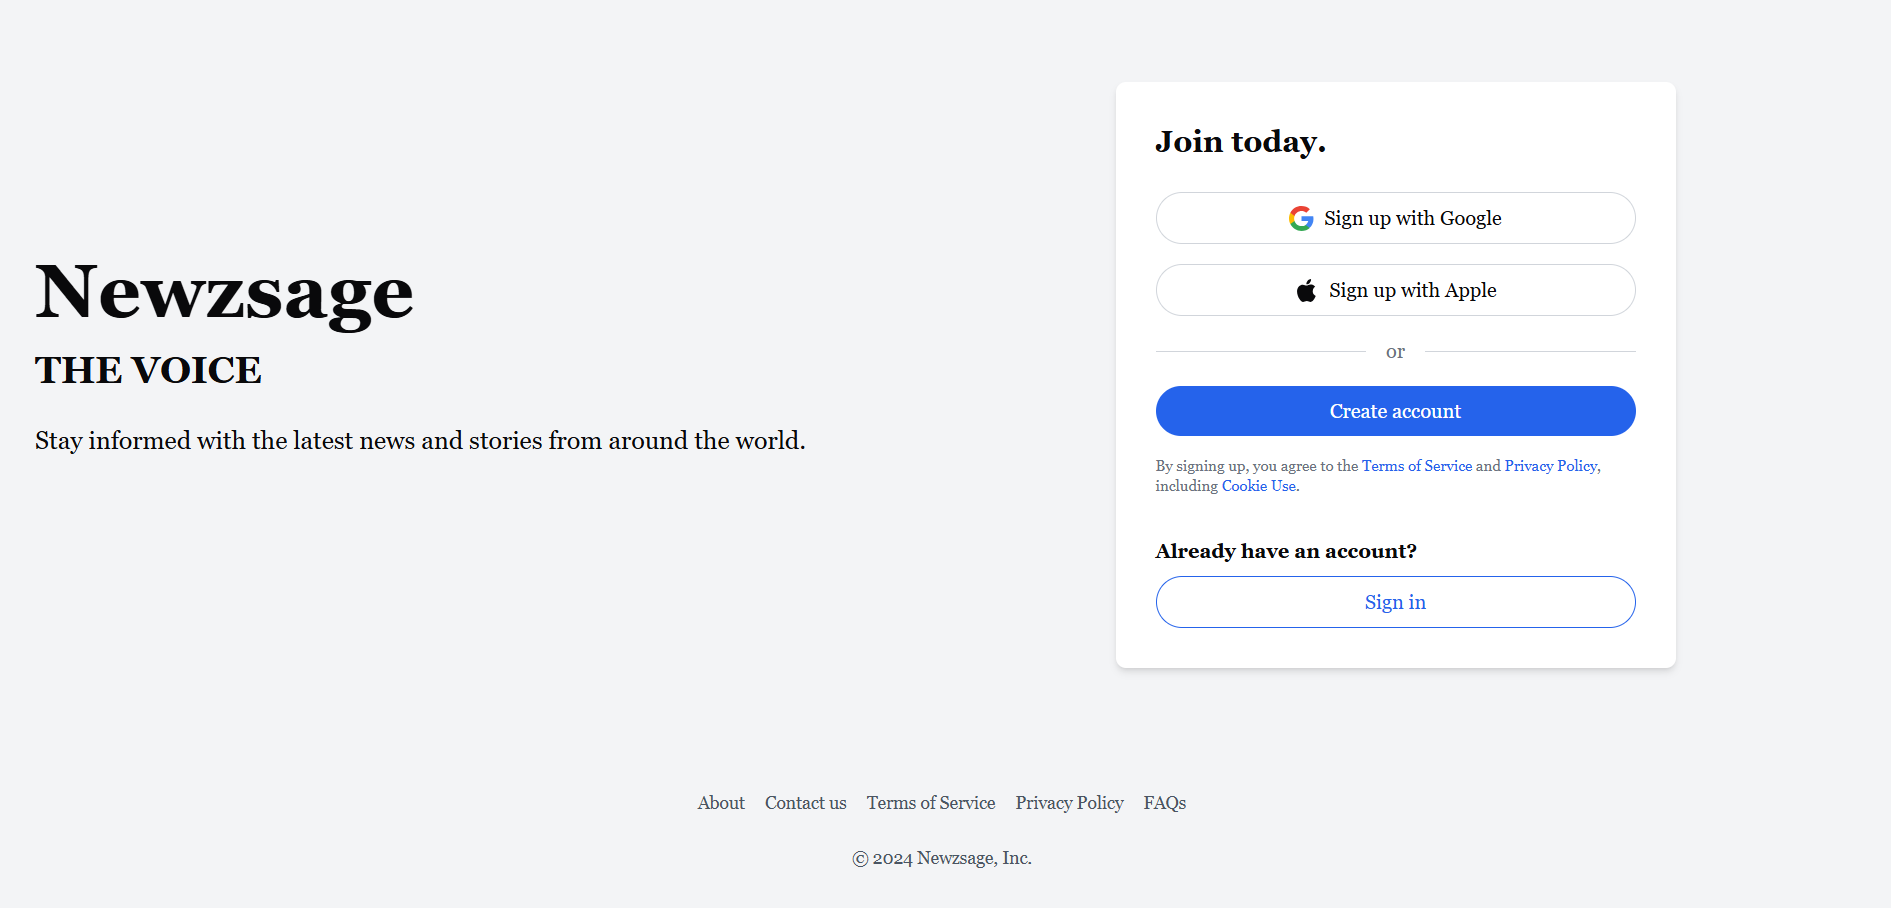 Newzsage
THE VOICE
Stay informed with the latest news and stories from around the world.
Join today.
Sign up with Google
Sign up with Apple
or
Create account
By signing up, you agree to the Terms of Service and Privacy Policy,
including Cookie Use.
Already have an account?
Sign in
About Contact us Terms of Service Privacy Policy FAQs
© 2024 Newzsage, Inc.